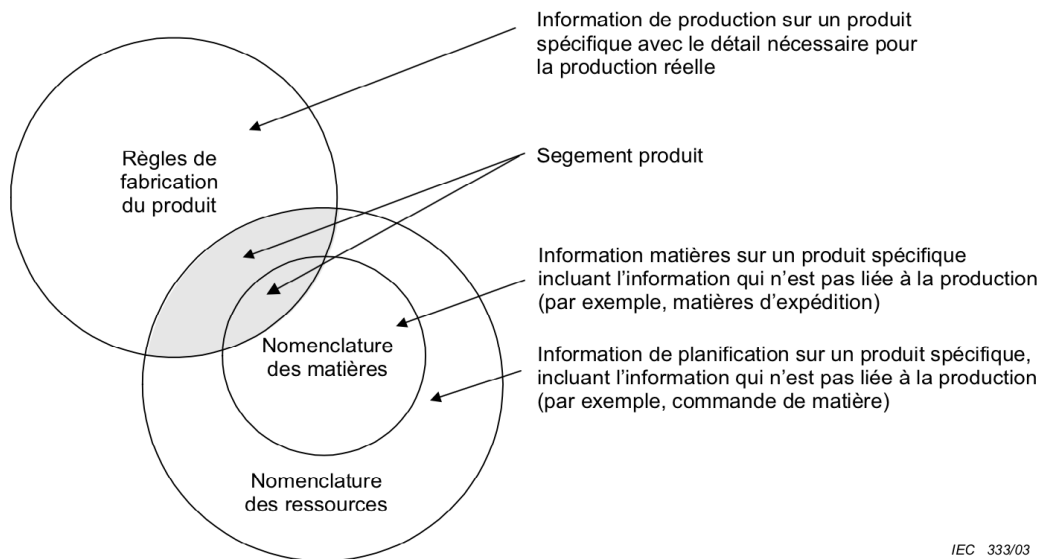 Information de production sur un produit
spécifique avec le détail nécessaire pour
la production réelle
Règles de
fabrication
du produit
Segement produit
Information matières sur un produit spécifique
incluant l'information qui n'est pas liée à la production
(par exemple, matières d'expédition)
Nomenclature
des matières
Information de planification sur un produit spécifique,
incluant l'information qui n'est pas liée à la production
(par exemple, commande de matière)
Nomenclature
des ressources
IEC 333/03